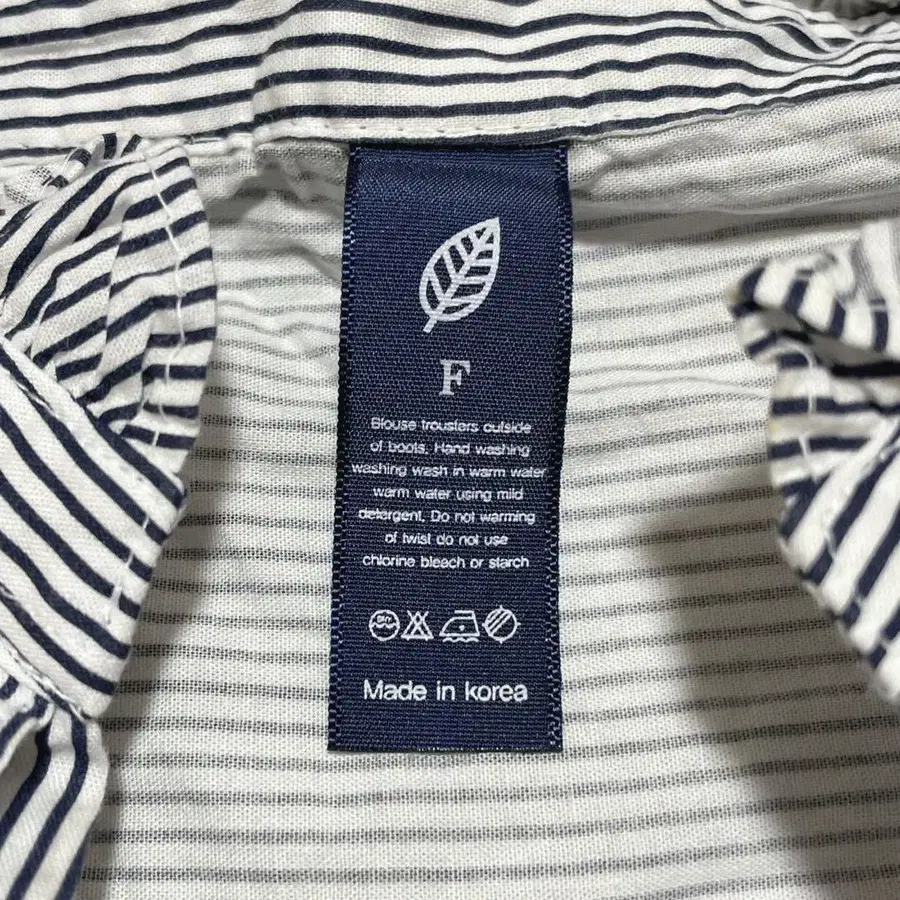 F
Blouse trousters outside
of boots. Hand washing
washing wash in warm water
warm water using mild
detergent. Do not warming
of twist do not use
chlorine bleach or starch
Made in korea